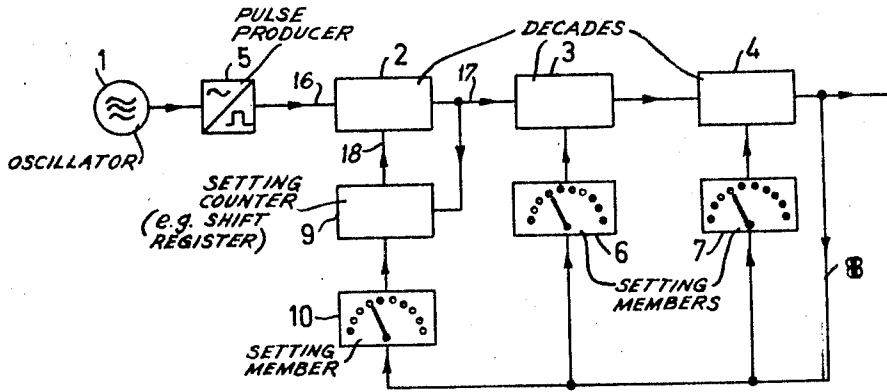 PULSE
PRODUCER
DECADES
1
5
2
3
4
16
17
18
OSCILLATOR
SETTING
COUNTER
(e.g. SHIFT
REGISTER)
9
6
7
8
SETTING
MEMBERS
10
SETTING
MEMBER